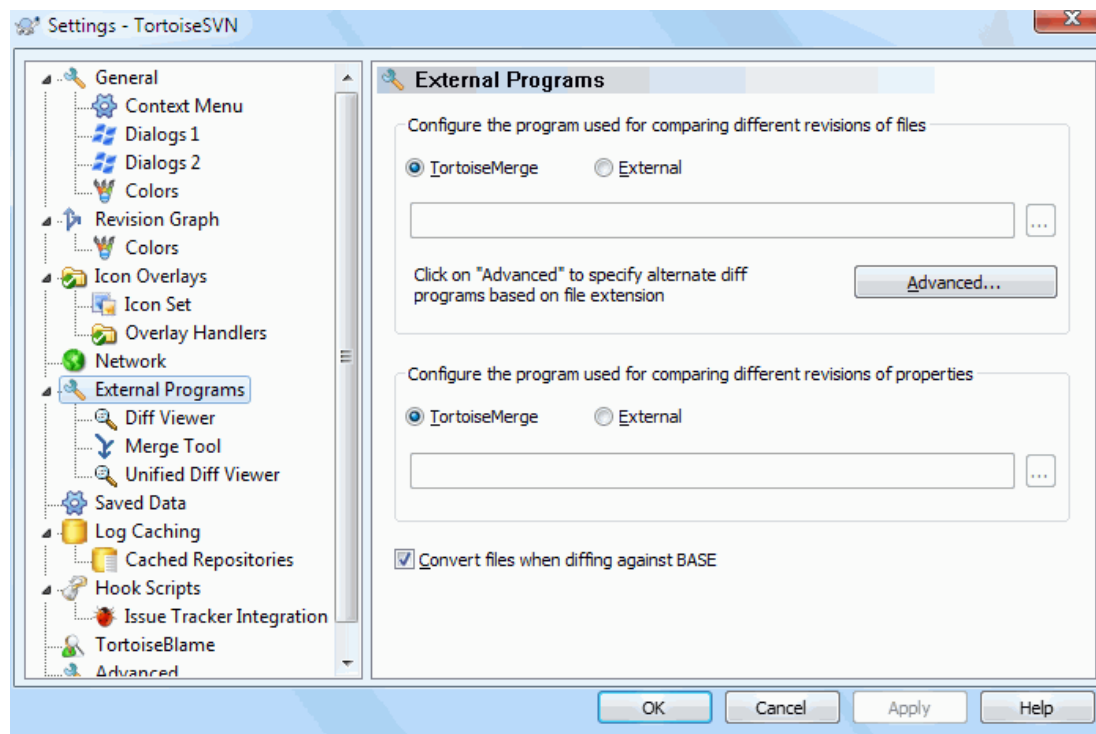 Settings - TortoiseSVN
General
Context Menu
Dialogs 1
Dialogs 2
Colors
Revision Graph
Colors
Icon Overlays
Icon Set
Overlay Handlers
Network
External Programs
Diff Viewer
Merge Tool
Unified Diff Viewer
Saved Data
Log Caching
Cached Repositories
Hook Scripts
Issue Tracker Integration
TortoiseBlame
Advanced
External Programs
Configure the program used for comparing different revisions of files
TortoiseMerge External
...
Click on "Advanced" to specify alternate diff
programs based on file extension
Advanced...
Configure the program used for comparing different revisions of properties
TortoiseMerge External
...
Convert files when diffing against BASE
OK Cancel Apply Help